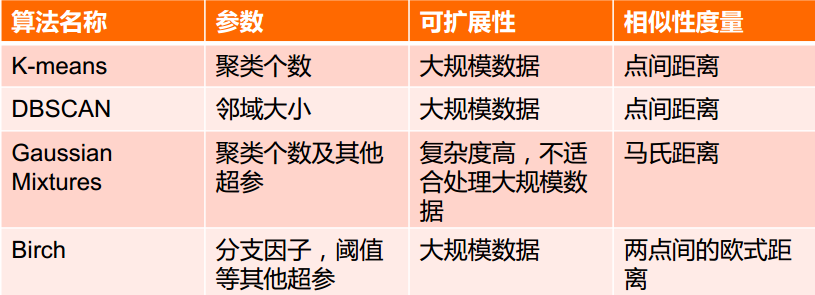 算法名称 参数 可扩展性 相似性度量
K-means 聚类个数 大规模数据 点间距离
DBSCAN 邻域大小 大规模数据 点间距离
Gaussian 聚类个数及其他 复杂度高，不适 马氏距离
Mixtures 超参 合处理大规模数
据
Birch 分支因子，阈值 大规模数据 两点间的欧式距
等其他超参 离